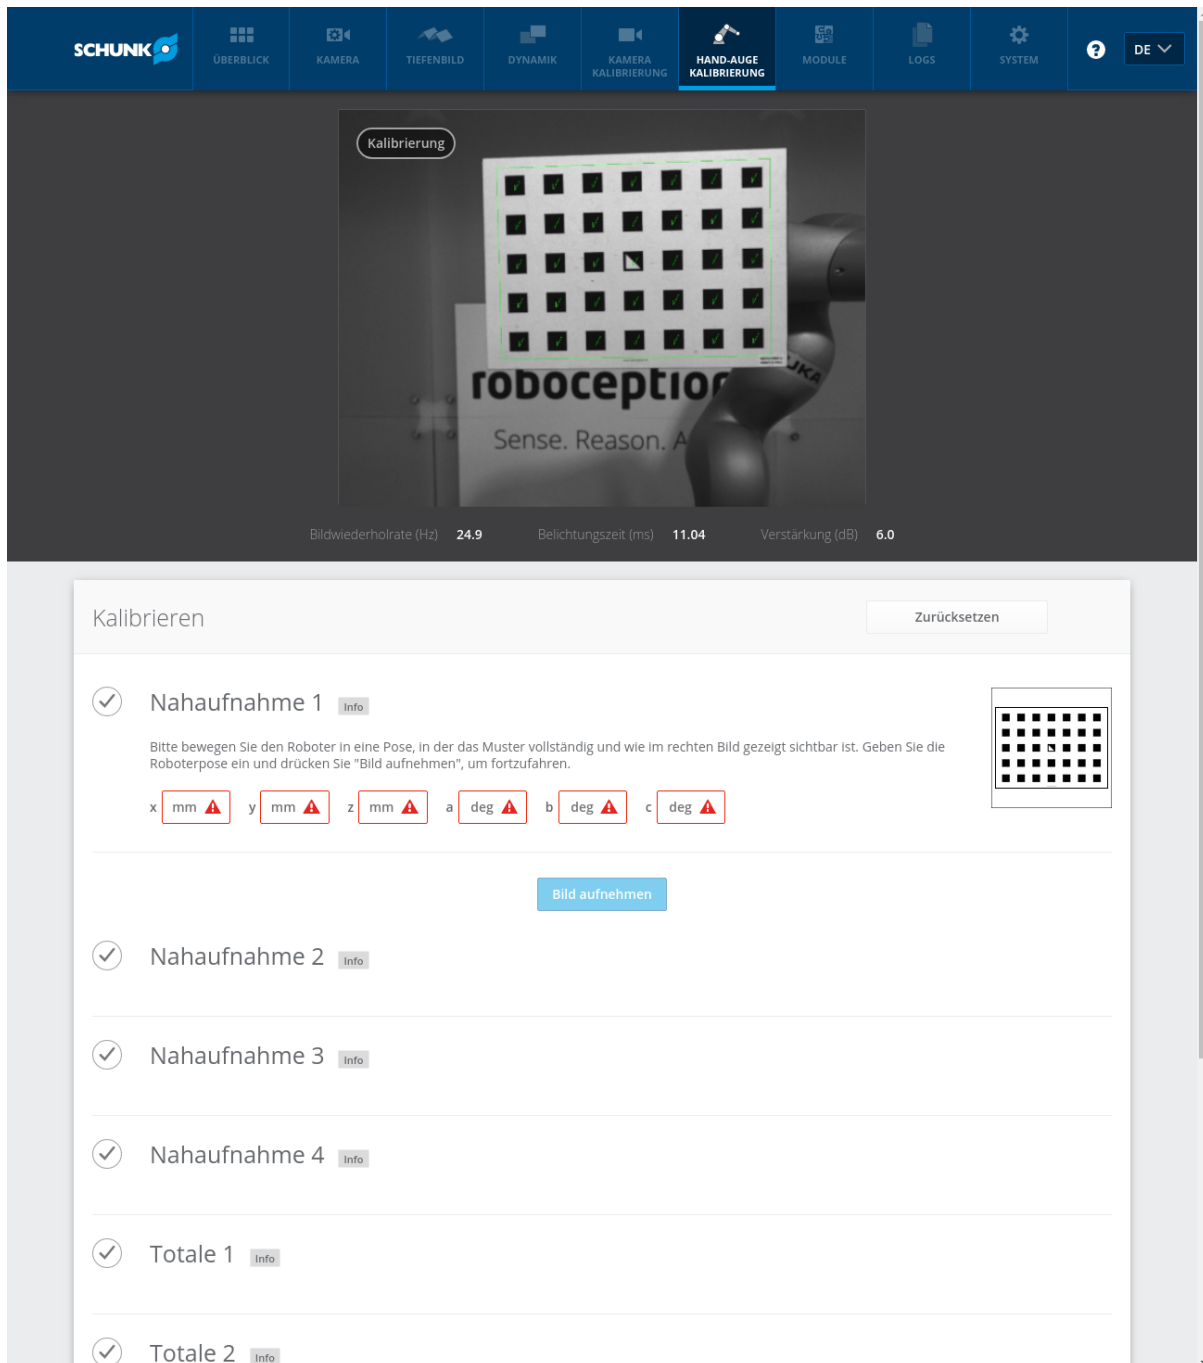 SCHUNK
ÜBERBLICK
KAMERA
TIEFENBILD
DYNAMIK
KAMERA
KALIBRIERUNG
HAND-AUGE
KALIBRIERUNG
MODULE
LOGS
SYSTEM
?
DE
Kalibrierung
roboception
Sense. Reason. A
Bildwiederholrate (Hz) 24.9 Belichtungszeit (ms) 11.04 Verstärkung (dB) 6.0
Kalibrieren
Zurücksetzen
Nahaufnahme 1 Info
Bitte bewegen Sie den Roboter in eine Pose, in der das Muster vollständig und wie im rechten Bild gezeigt sichtbar ist. Geben Sie die
Roboterpose ein und drücken Sie "Bild aufnehmen", um fortzufahren.
x mm y mm z mm a deg b deg c deg
Bild aufnehmen
Nahaufnahme 2 Info
Nahaufnahme 3 Info
Nahaufnahme 4 Info
Totale 1 Info
Totale 2 Info